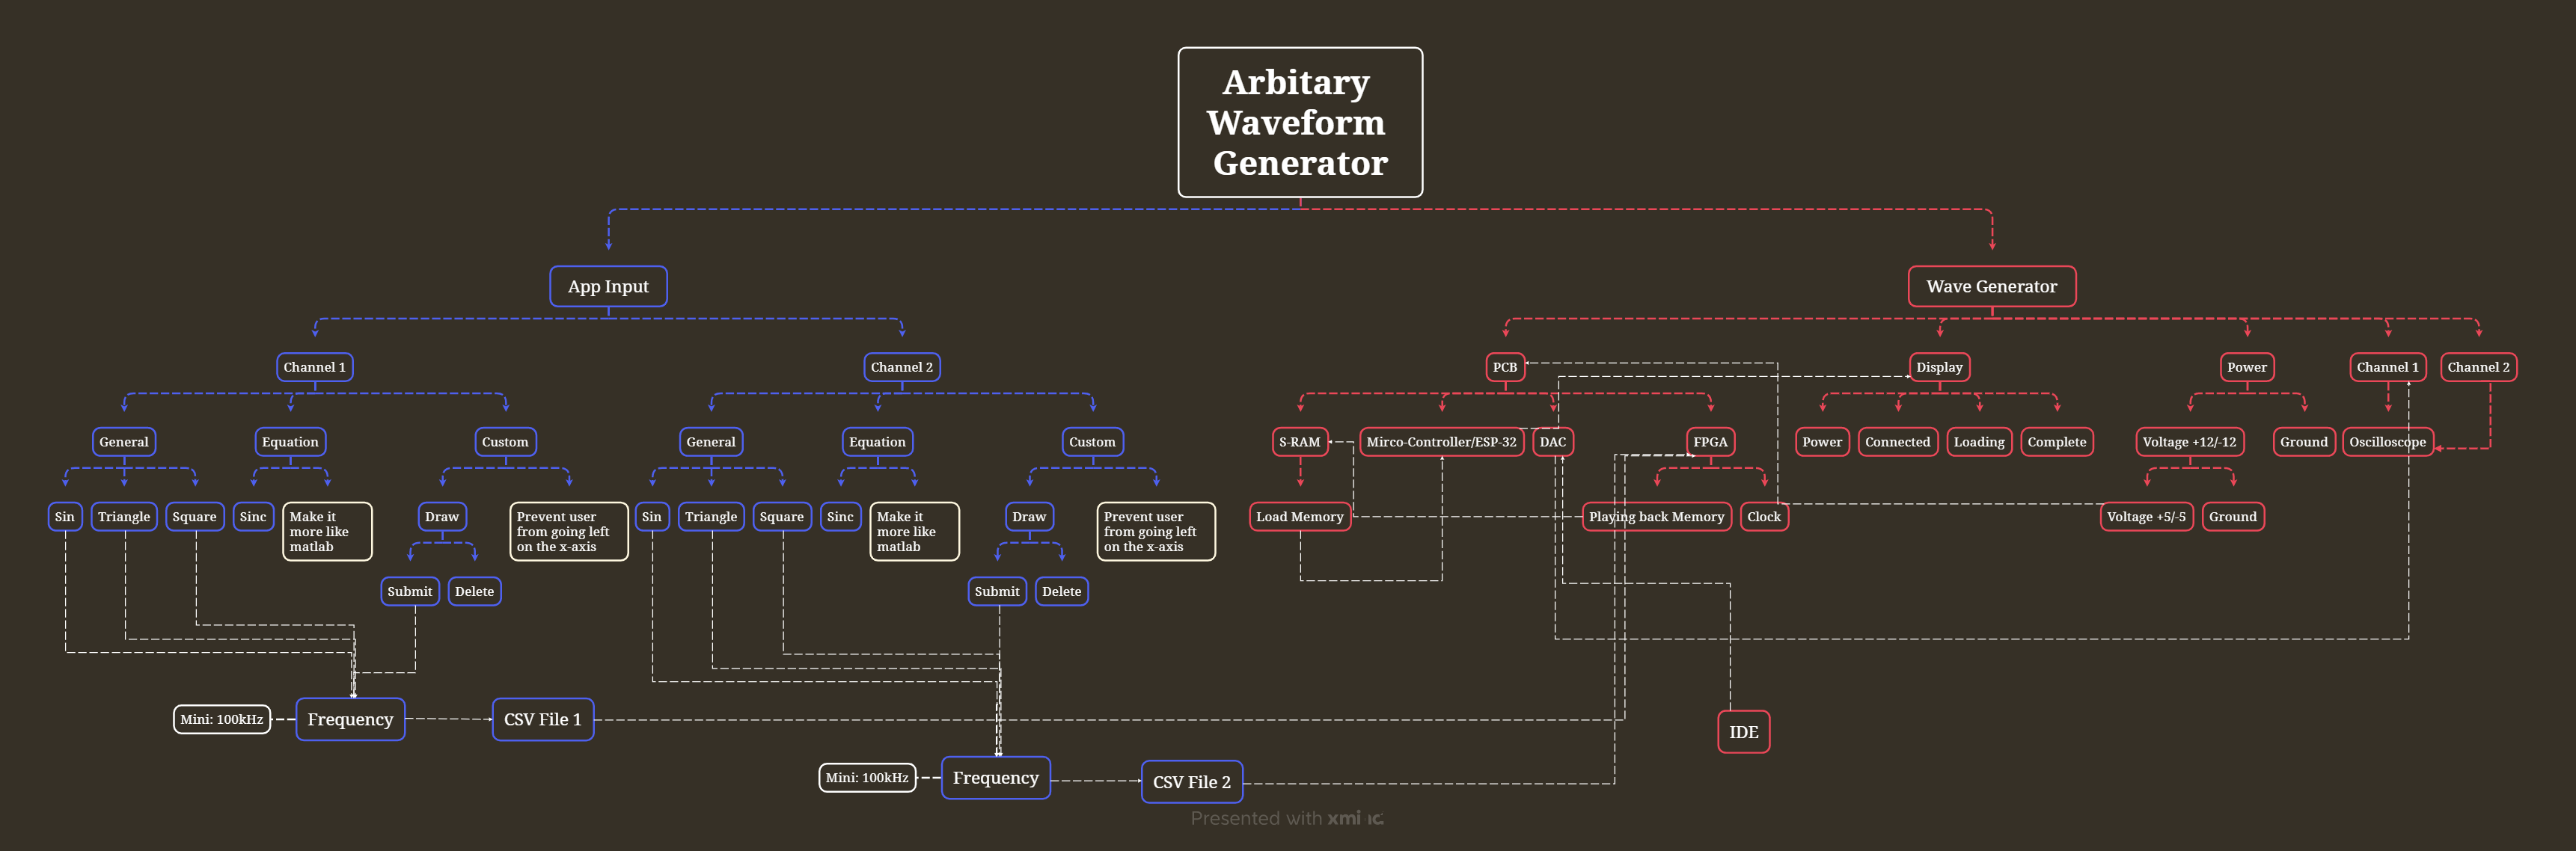 Arbitary
Waveform
Generator
App Input
Wave Generator
Channel 1
Channel 2
PCB
Display
Power
Channel 1
Channel 2
General
Equation
Custom
General
Equation
Custom
S-RAM
Mirco-Controller/ESP-32
DAC
FPGA
Power
Connected
Loading
Complete
Voltage +12/-12
Ground
Oscilloscope
Sin
Triangle
Square
Sinc
Make it
more like
matlab
Draw
Prevent user
from going left
on the x-axis
Sin
Triangle
Square
Sinc
Make it
more like
matlab
Draw
Prevent user
from going left
on the x-axis
Load Memory
Playing back Memory
Clock
Voltage +5/-5
Ground
Submit
Delete
Submit
Delete
Mini: 100kHz
Frequency
CSV File 1
IDE
Mini: 100kHz
Frequency
CSV File 2
Presented with